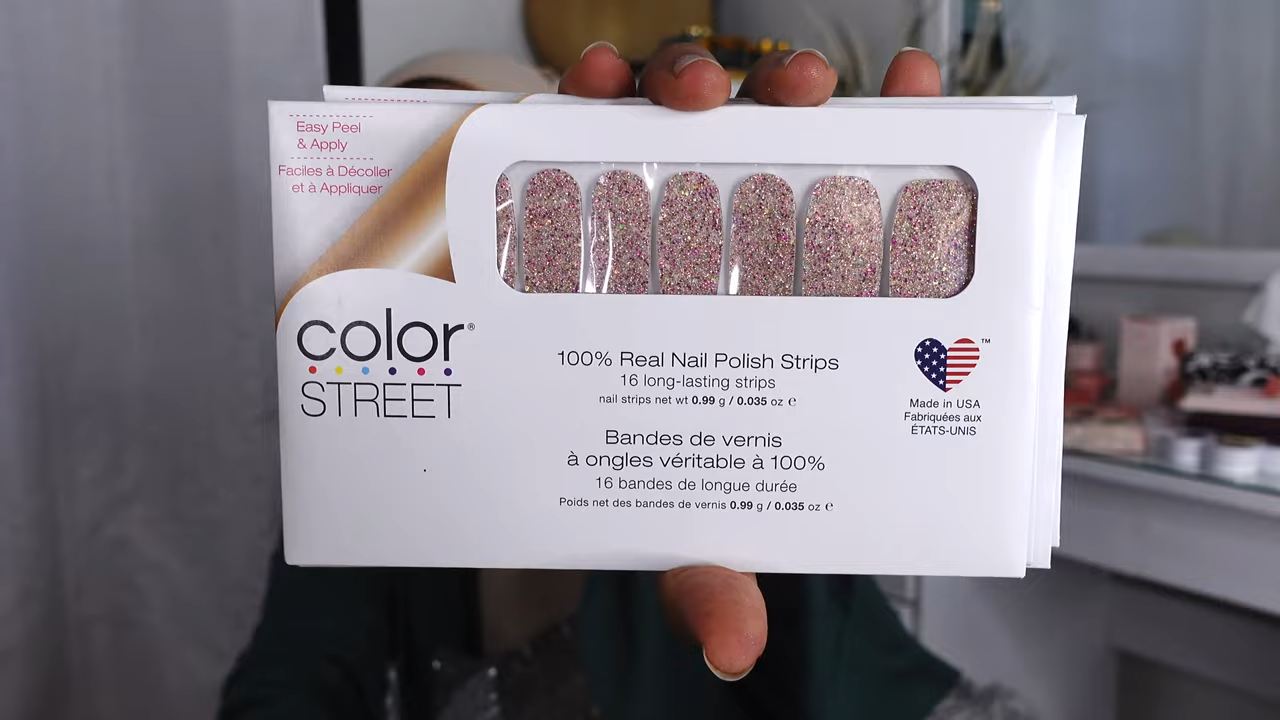 Easy Peel
& Apply
Faciles à Décoller
et à Appliquer
color®
STREET
100% Real Nail Polish Strips
16 long-lasting strips
nail strips net wt 0.99 g / 0.035 oz ℮
Bandes de vernis
à ongles véritable à 100%
16 bandes de longue durée
Poids net des bandes de vernis 0.99 g / 0.035 oz ℮
™
Made in USA
Fabriquées aux
ÉTATS-UNIS